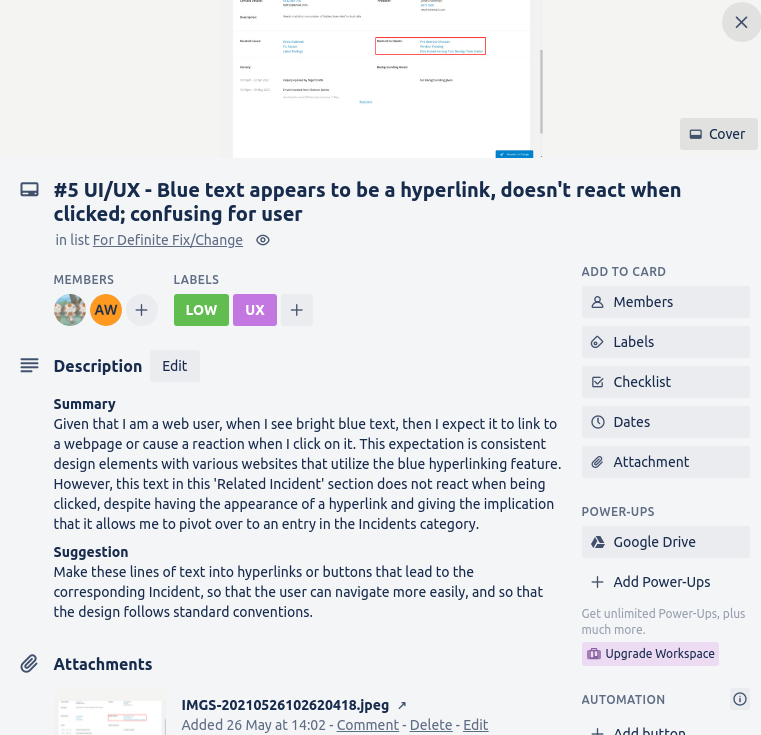 Cover
#5 UI/UX - Blue text appears to be a hyperlink, doesn't react when
clicked; confusing for user
in list For Definite Fix/Change
MEMBERS
LABELS
AW
LOW
UX
Description
Edit
Summary
Given that I am a web user, when I see bright blue text, then I expect it to link to
a webpage or cause a reaction when I click on it. This expectation is consistent
design elements with various websites that utilize the blue hyperlinking feature.
However, this text in this 'Related Incident' section does not react when being
clicked, despite having the appearance of a hyperlink and giving the implication
that it allows me to pivot over to an entry in the Incidents category.
Suggestion
Make these lines of text into hyperlinks or buttons that lead to the
corresponding Incident, so that the user can navigate more easily, and so that
the design follows standard conventions.
Attachments
IMGS-20210526102620418.jpeg ↗
Added 26 May at 14:02 - Comment - Delete - Edit
ADD TO CARD
Members
Labels
Checklist
Dates
Attachment
POWER-UPS
Google Drive
Add Power-Ups
Get unlimited Power-Ups, plus
much more.
Upgrade Workspace
AUTOMATION
Add button